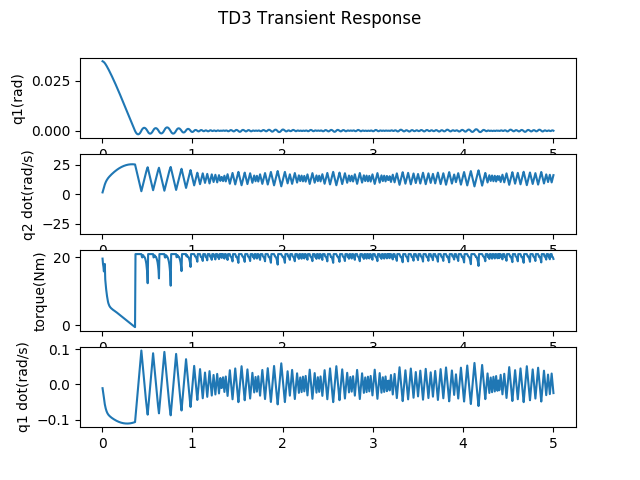 TD3 Transient Response
q1(rad)
0.025
0.000
0 1 2 3 4 5
q2 dot(rad/s)
25
0
−25
0 1 2 3 4 5
torque(Nm)
20
0
0 1 2 3 4 5
q1 dot(rad/s)
0.1
0.0
−0.1
0 1 2 3 4 5